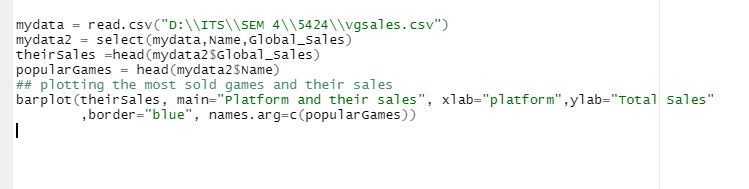 mydata = read.csv("D:\\ITS\\SEM 4\\5424\\vgsales.csv")
mydata2 = select(mydata,Name,Global_Sales)
theirSales =head(mydata2$Global_Sales)
popularGames = head(mydata2$Name)
## plotting the most sold games and their sales
barplot(theirSales, main="Platform and their sales", xlab="platform",ylab="Total Sales"
,border="blue", names.arg=c(popularGames))